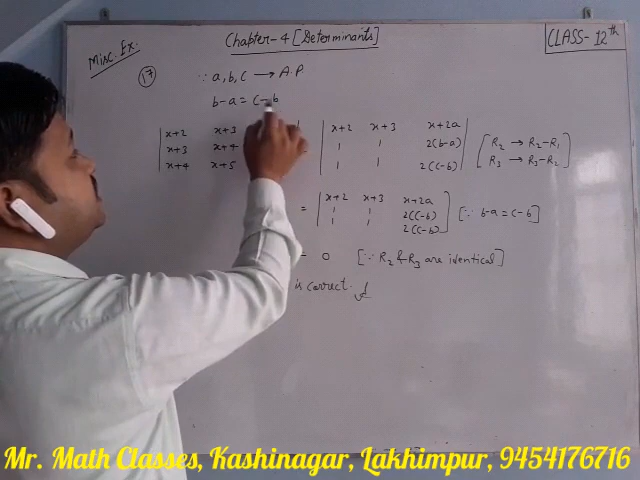 Misc. Ex.
Chapter-4 [Determinants]
CLASS- 12th
(17)
∵ a, b, c → A.P
b-a = c-b
| x+2 x+3
| x+3 x+4
| x+4 x+5
| x+2 x+3 x+2a |
| 1 1 2(b-a) |
| 1 1 2(c-b) |
[ R2 → R2-R1
R3 → R3-R2 ]
= | x+2 x+3 x+2a |
| 1 1 2(c-b) |
| 1 1 2(c-b) |
[∵ b-a = c-b]
= 0 [∵ R2 & R3 are identical]
is correct.
Mr. Math Classes, Kashinagar, Lakhimpur, 9454176716